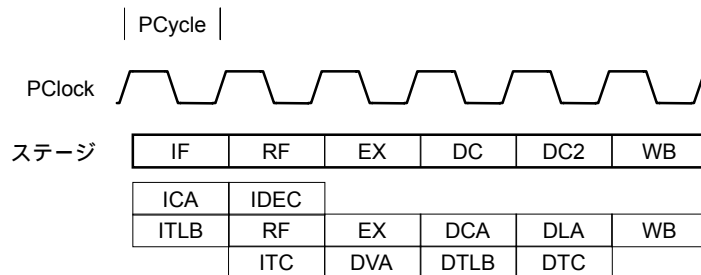 PCycle
PClock
ステージ IF RF EX DC DC2 WB
ICA IDEC
ITLB RF EX DCA DLA WB
ITC DVA DTLB DTC